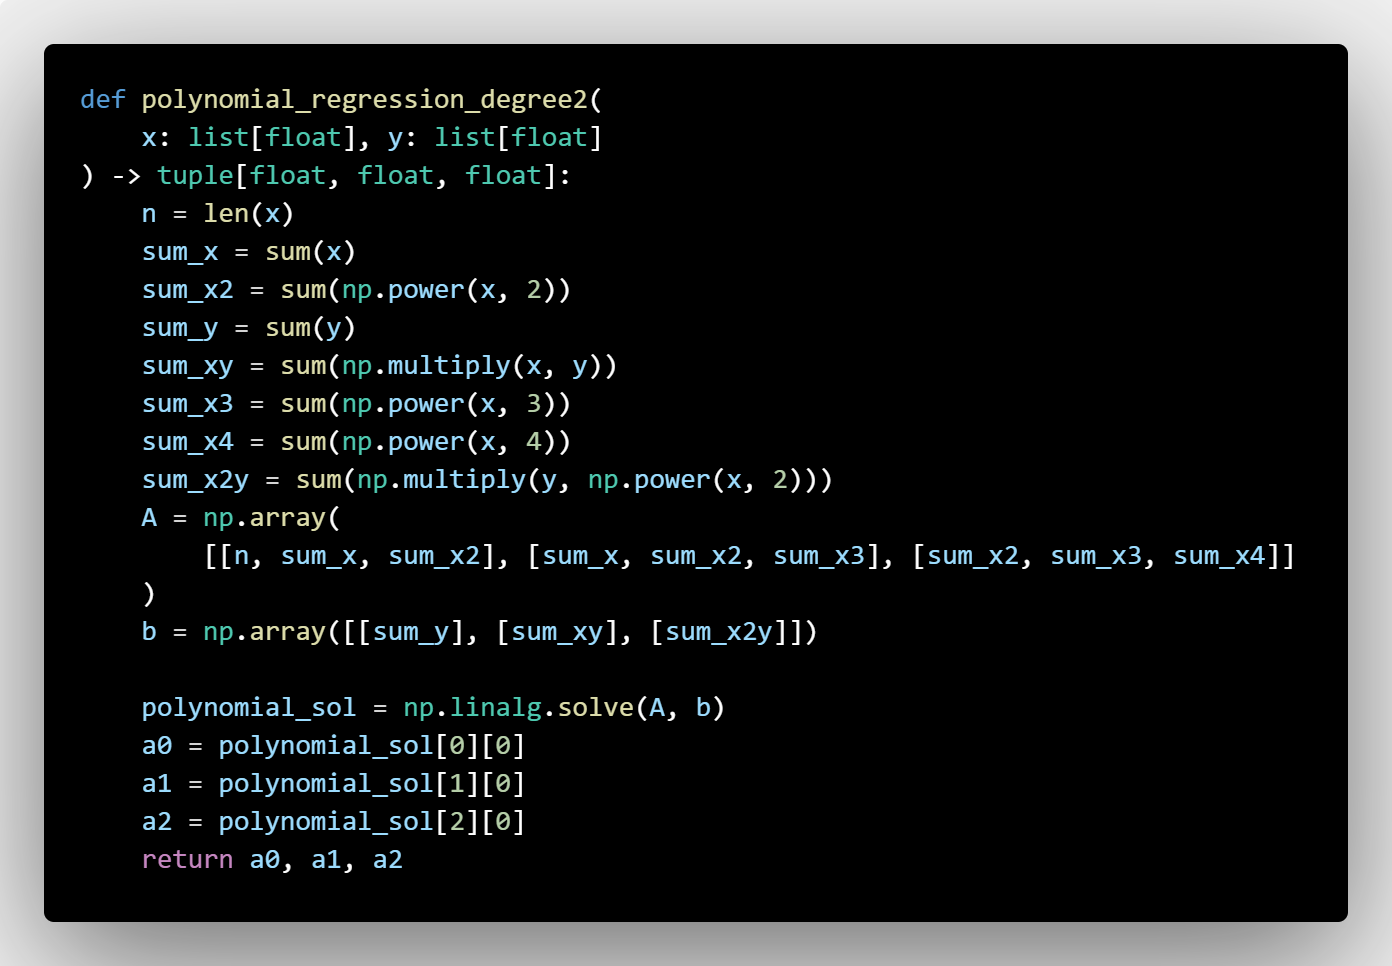 def polynomial_regression_degree2(
    x: list[float], y: list[float]
) -> tuple[float, float, float]:
    n = len(x)
    sum_x = sum(x)
    sum_x2 = sum(np.power(x, 2))
    sum_y = sum(y)
    sum_xy = sum(np.multiply(x, y))
    sum_x3 = sum(np.power(x, 3))
    sum_x4 = sum(np.power(x, 4))
    sum_x2y = sum(np.multiply(y, np.power(x, 2)))
    A = np.array(
        [[n, sum_x, sum_x2], [sum_x, sum_x2, sum_x3], [sum_x2, sum_x3, sum_x4]]
    )
    b = np.array([[sum_y], [sum_xy], [sum_x2y]])

    polynomial_sol = np.linalg.solve(A, b)
    a0 = polynomial_sol[0][0]
    a1 = polynomial_sol[1][0]
    a2 = polynomial_sol[2][0]
    return a0, a1, a2